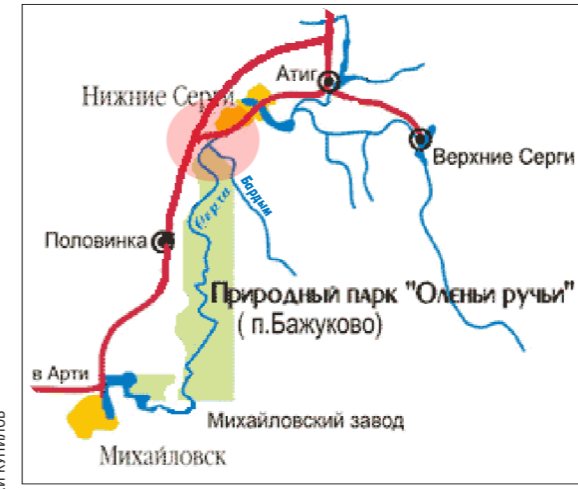 Атиг
Нижние Серги
Верхние Серги
Серга
Бардым
Половинка
Природный парк "Оленьи ручьи"
( п.Бажуково)
в Арти
Михайловский завод
Михайловск